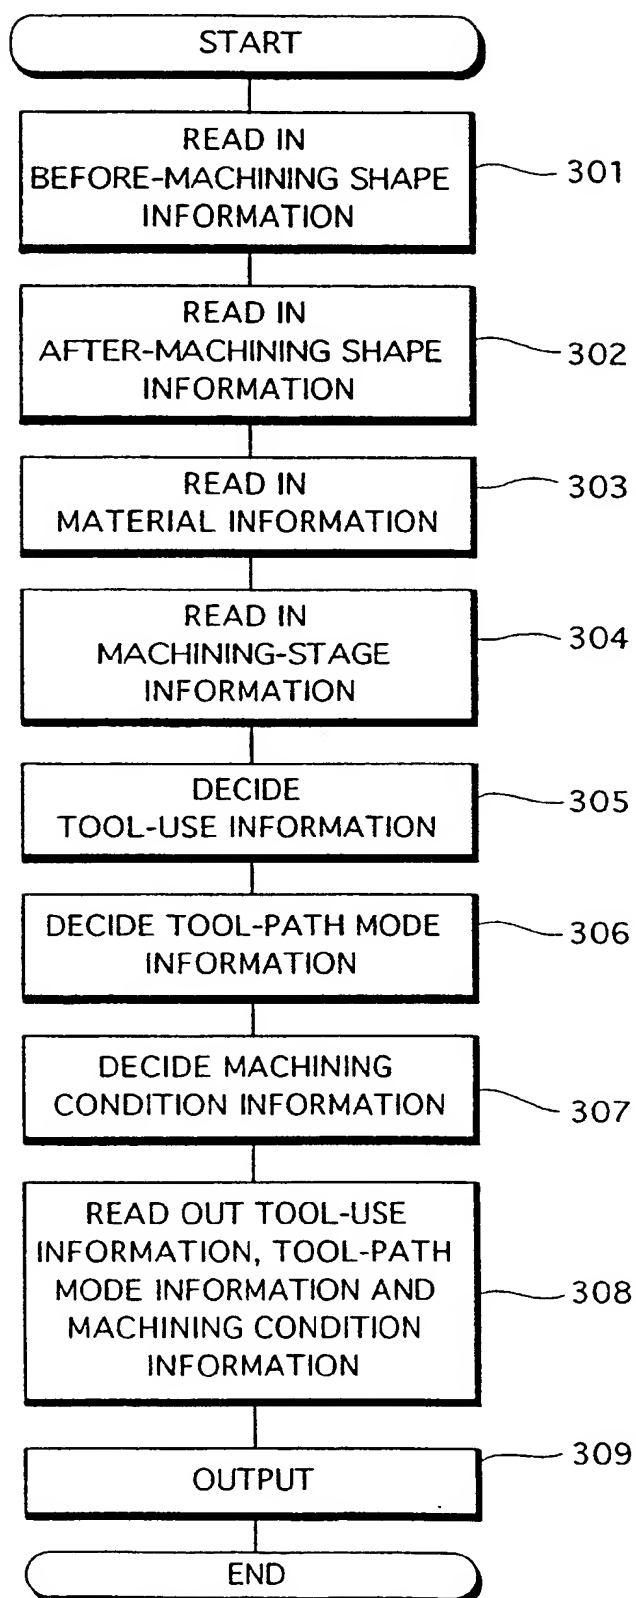 START
READ IN
BEFORE-MACHINING SHAPE
INFORMATION
301
READ IN
AFTER-MACHINING SHAPE
INFORMATION
302
READ IN
MATERIAL INFORMATION
303
READ IN
MACHINING-STAGE
INFORMATION
304
DECIDE
TOOL-USE INFORMATION
305
DECIDE TOOL-PATH MODE
INFORMATION
306
DECIDE MACHINING
CONDITION INFORMATION
307
READ OUT TOOL-USE
INFORMATION, TOOL-PATH
MODE INFORMATION AND
MACHINING CONDITION
INFORMATION
308
OUTPUT
309
END